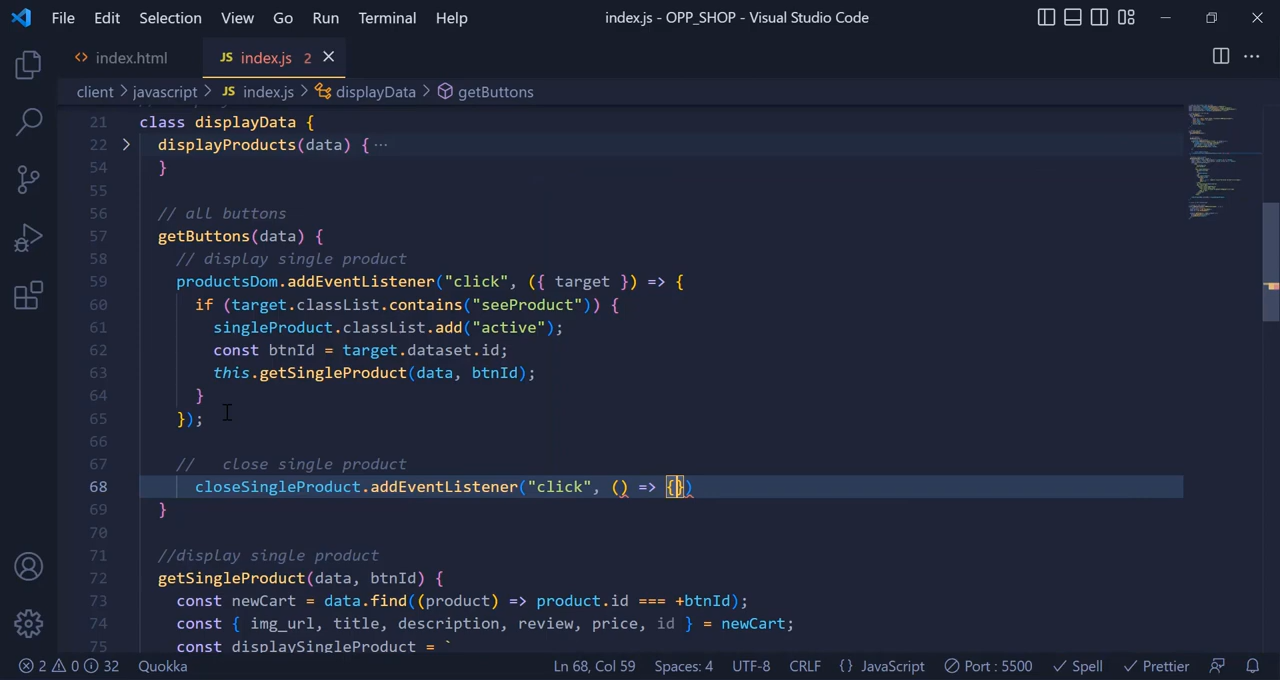 File Edit Selection View Go Run Terminal Help index.js - OPP_SHOP - Visual Studio Code
<> index.html JS index.js 2
client > javascript > JS index.js > displayData > getButtons
21 class displayData {
22 displayProducts(data) { ···
54 }
55
56 // all buttons
57 getButtons(data) {
58 // display single product
59 productsDom.addEventListener("click", ({ target }) => {
60 if (target.classList.contains("seeProduct")) {
61 singleProduct.classList.add("active");
62 const btnId = target.dataset.id;
63 this.getSingleProduct(data, btnId);
64 }
65 });
66
67 //   close single product
68 closeSingleProduct.addEventListener("click", () => {})
69 }
70
71 //display single product
72 getSingleProduct(data, btnId) {
73 const newCart = data.find((product) => product.id === +btnId);
74 const { img_url, title, description, review, price, id } = newCart;
75 const displaySingleProduct = `
2 0 32 Quokka Ln 68, Col 59 Spaces: 4 UTF-8 CRLF {} JavaScript Port : 5500 Spell Prettier